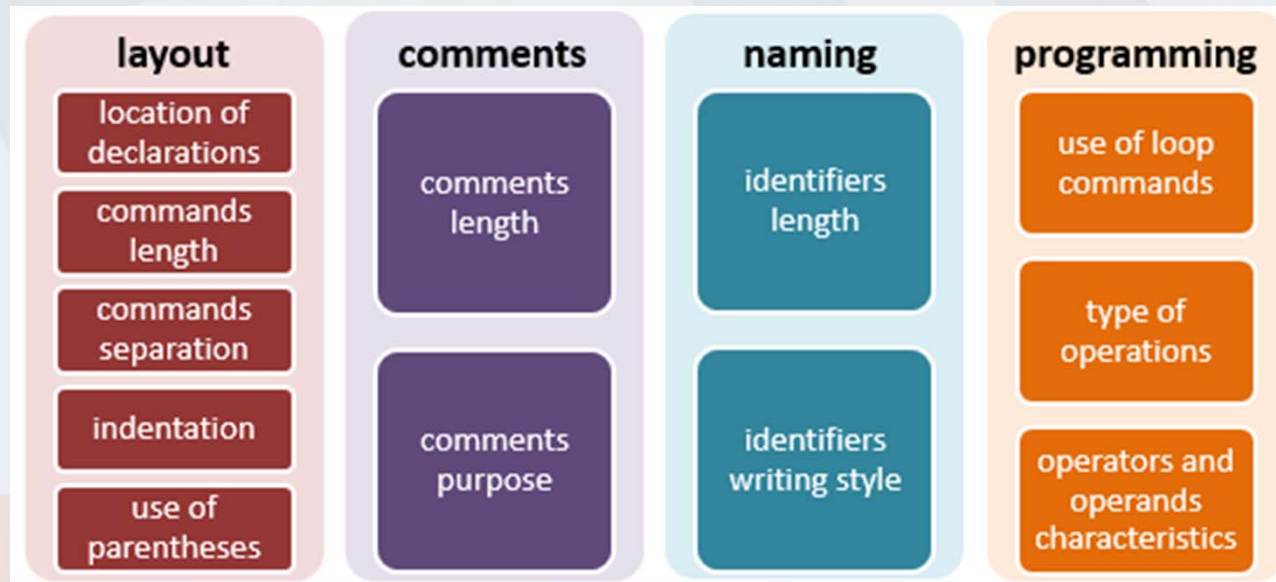 layout
location of
declarations
commands
length
commands
separation
indentation
use of
parentheses
comments
comments
length
comments
purpose
naming
identifiers
length
identifiers
writing style
programming
use of loop
commands
type of
operations
operators and
operands
characteristics